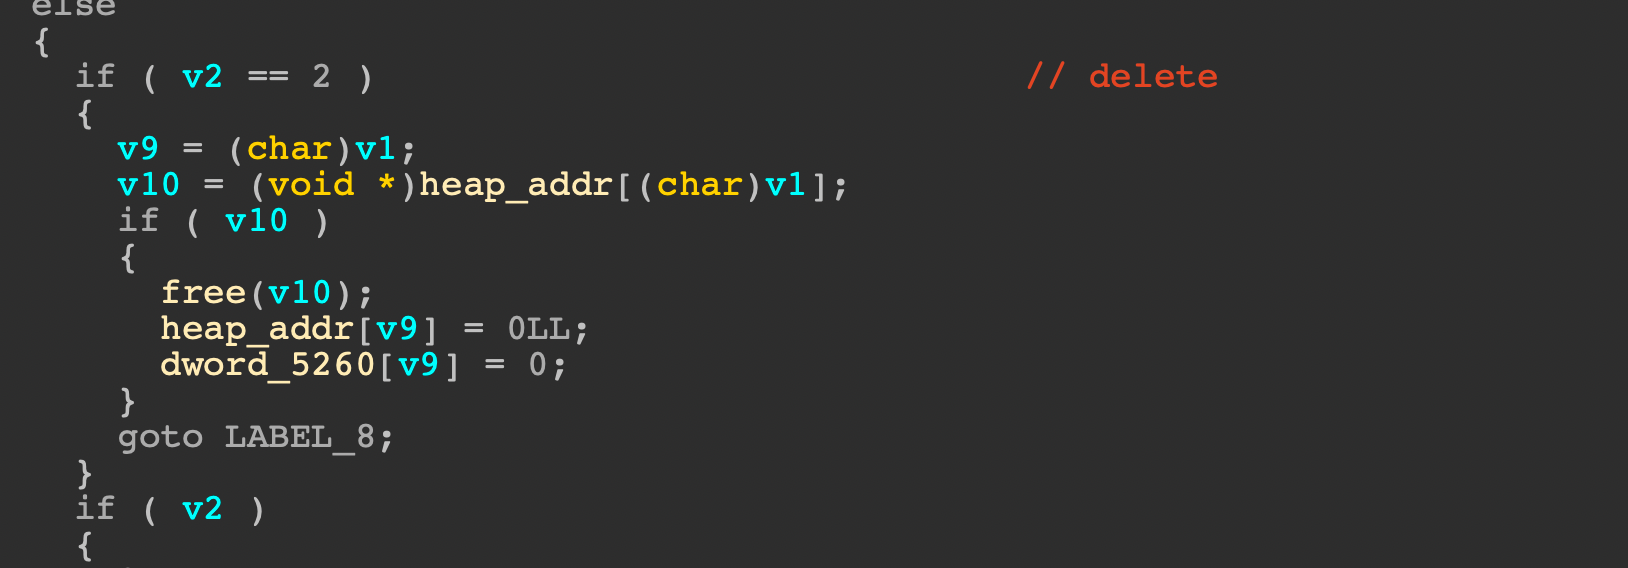 else
{
if ( v2 == 2 ) // delete
{
v9 = (char)v1;
v10 = (void *)heap_addr[(char)v1];
if ( v10 )
{
free(v10);
heap_addr[v9] = 0LL;
dword_5260[v9] = 0;
}
goto LABEL_8;
}
if ( v2 )
{